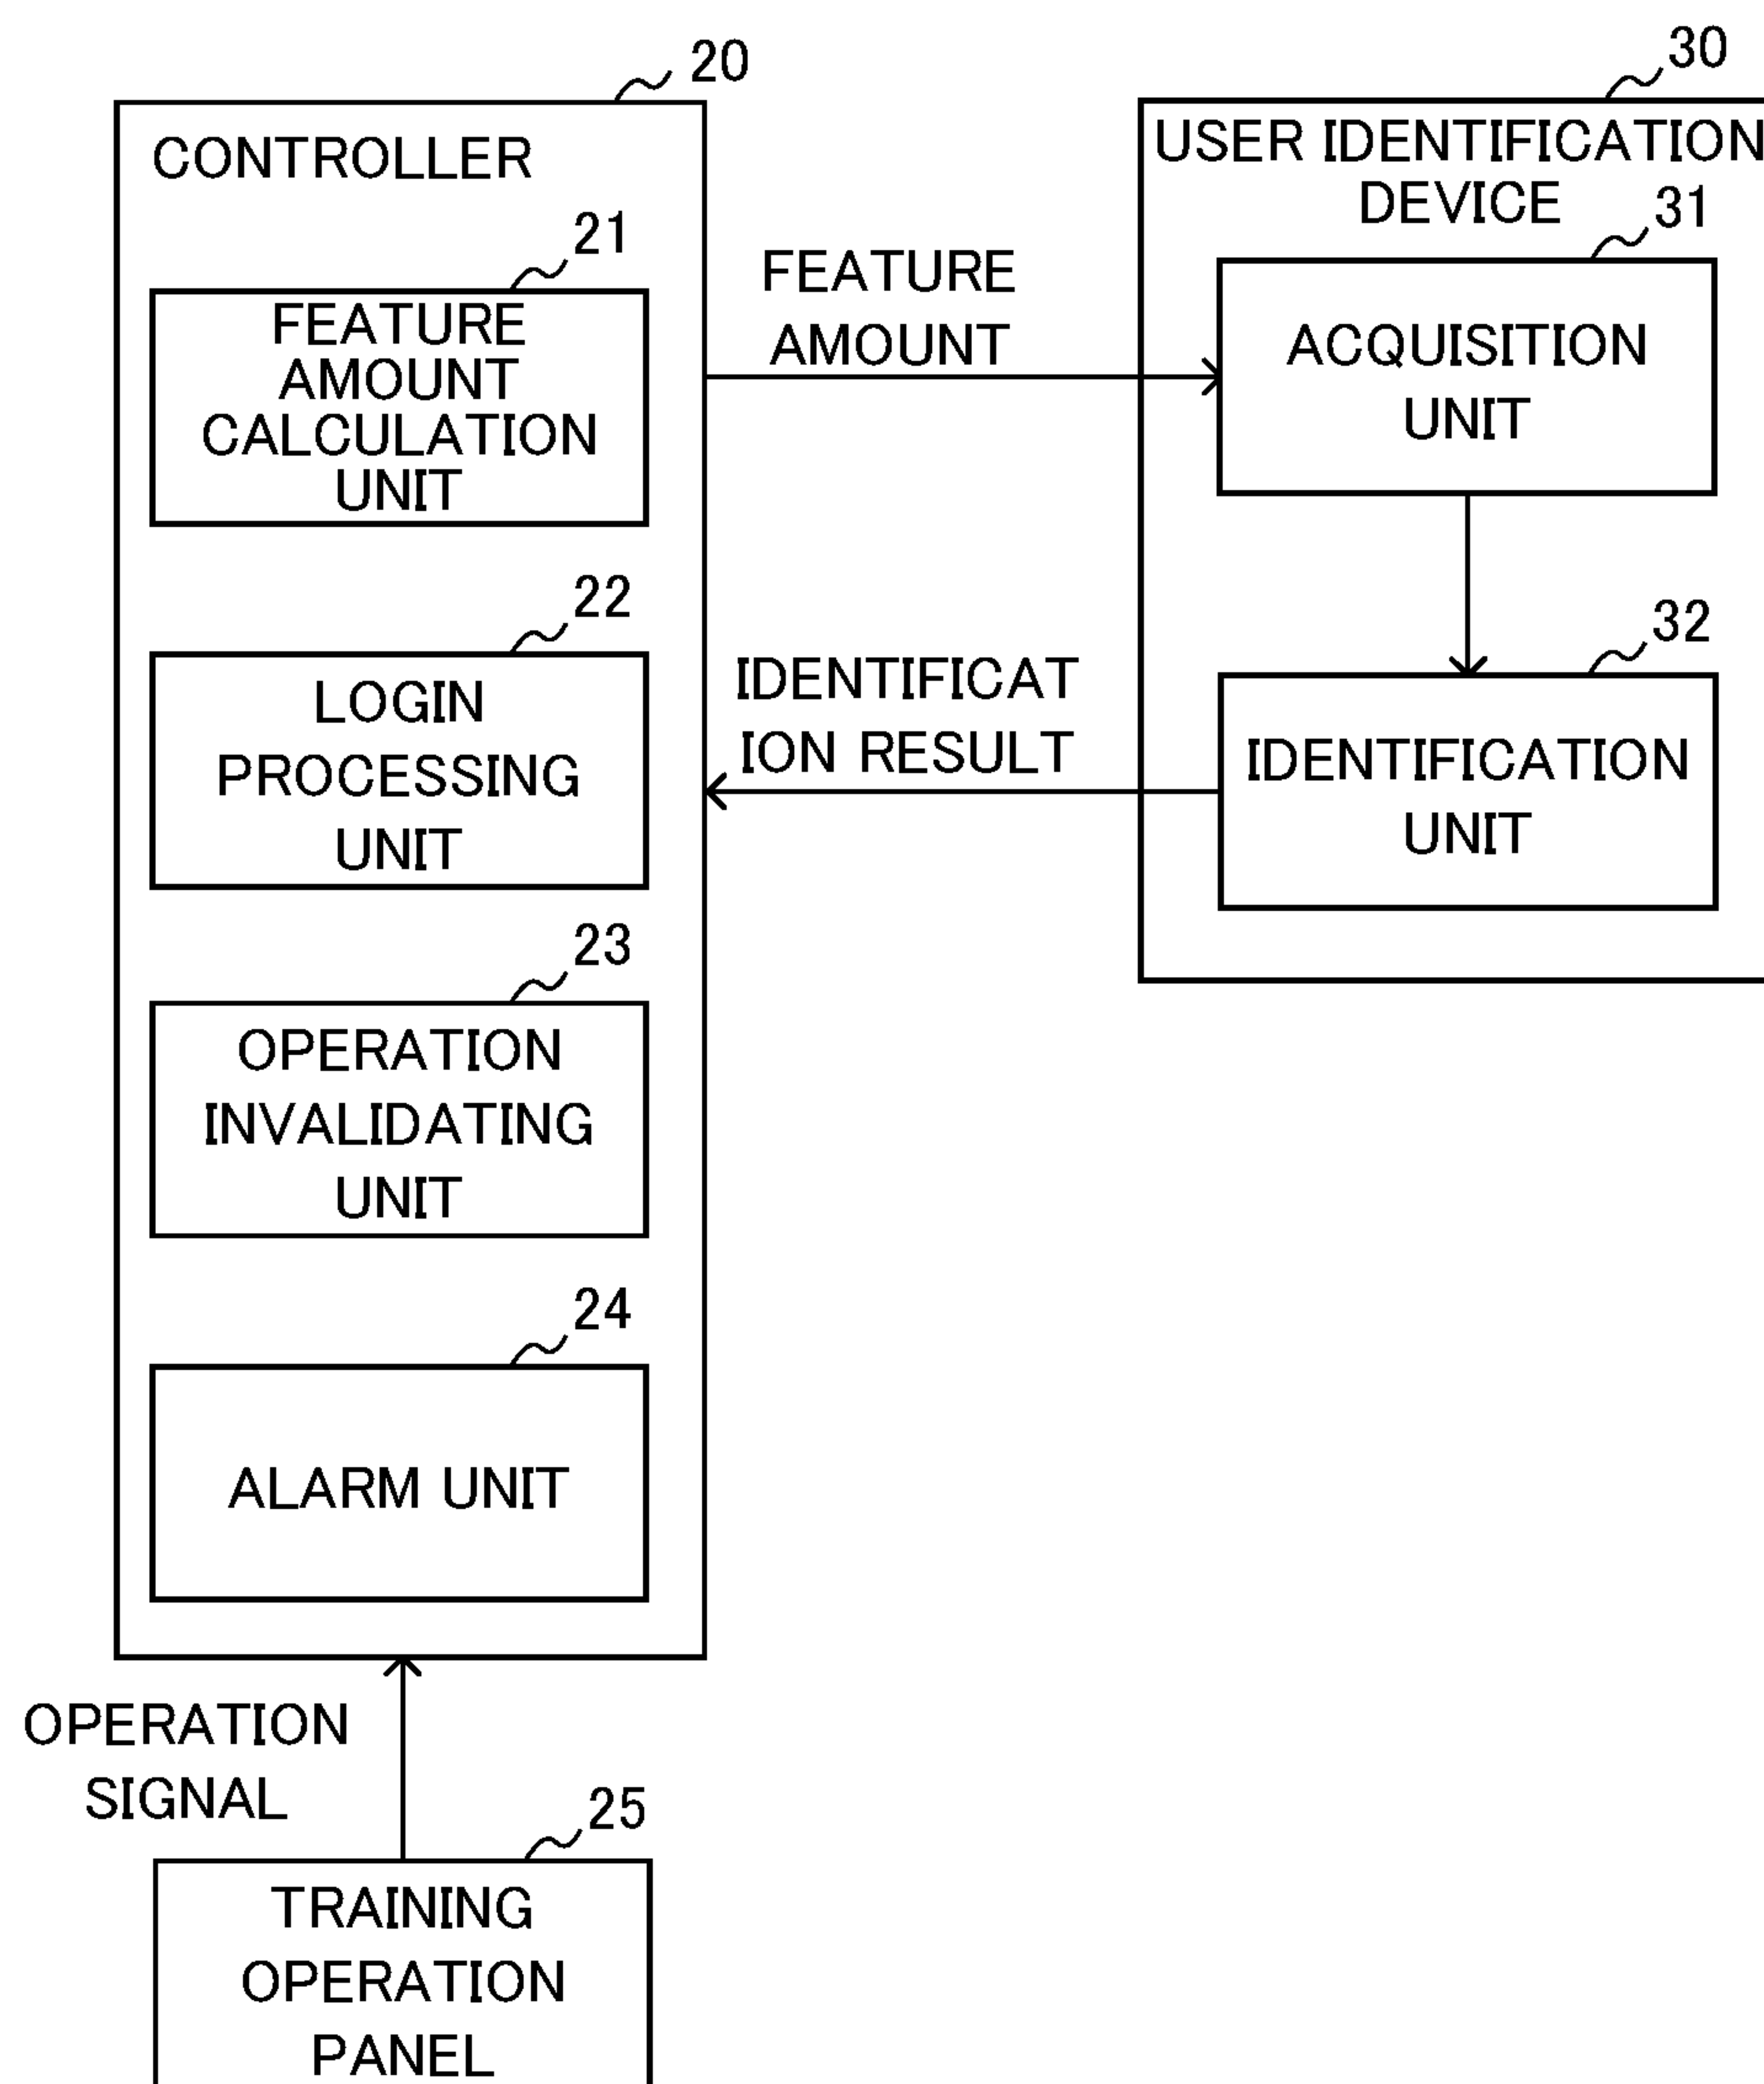 20
CONTROLLER
21
FEATURE
AMOUNT
CALCULATION
UNIT
22
LOGIN
PROCESSING
UNIT
23
OPERATION
INVALIDATING
UNIT
24
ALARM UNIT
OPERATION
SIGNAL
25
TRAINING
OPERATION
PANEL
FEATURE
AMOUNT
IDENTIFICAT
ION RESULT
30
USER IDENTIFICATION
DEVICE
31
ACQUISITION
UNIT
32
IDENTIFICATION
UNIT